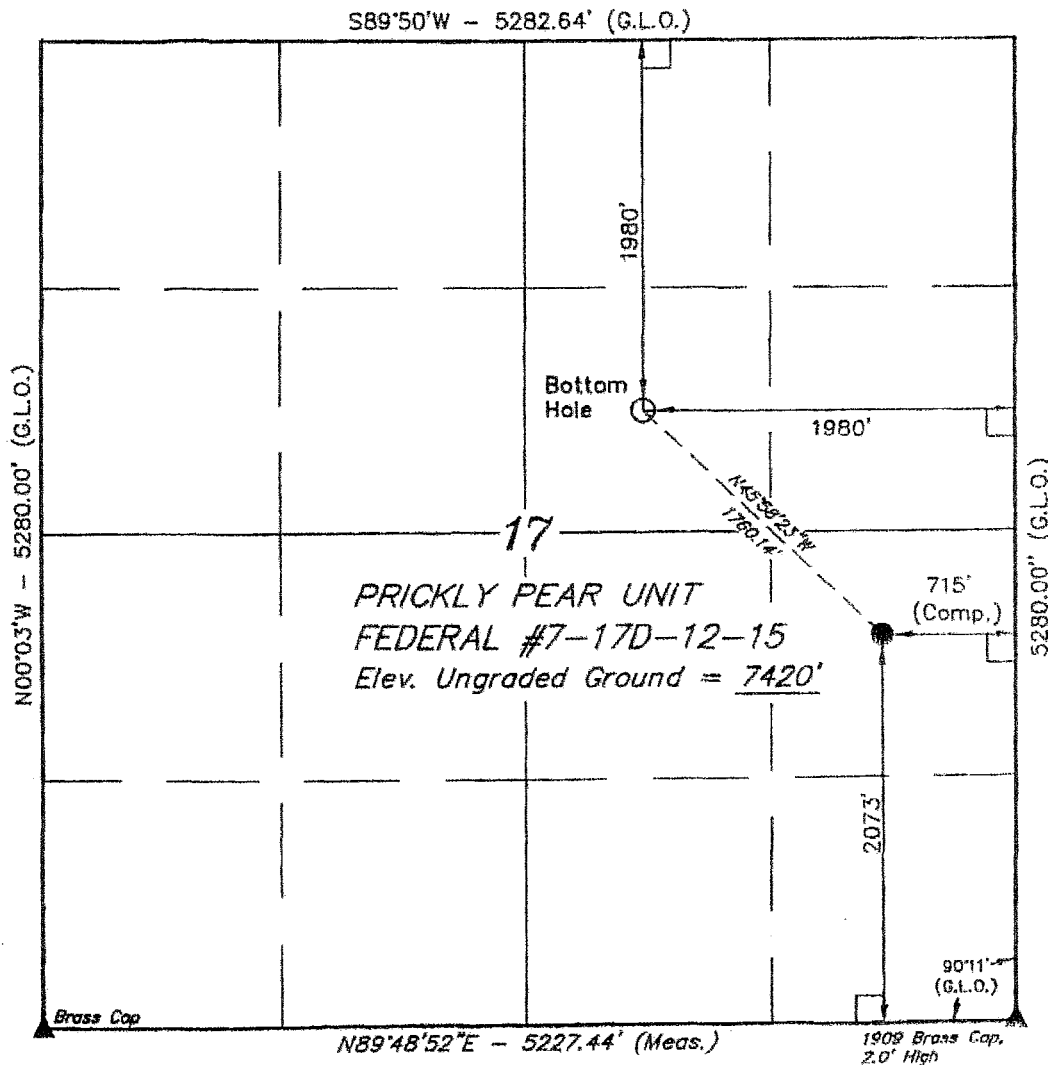 S89°50'W - 5282.64' (G.L.O.)
1980'
Bottom
Hole
1980'
N00°03'W - 5280.00' (G.L.O.)
5280.00" (G.L.O.)
1760.14'
17
715'
(Comp.)
PRICKLY PEAR UNIT
FEDERAL #7-17D-12-15
Elev. Ungraded Ground = 7420'
2073'
90°11'
(G.L.O.)
Brass Cap
N89°48'52"E - 5227.44' (Meas.)
1909 Brass Cap,
2.0' High